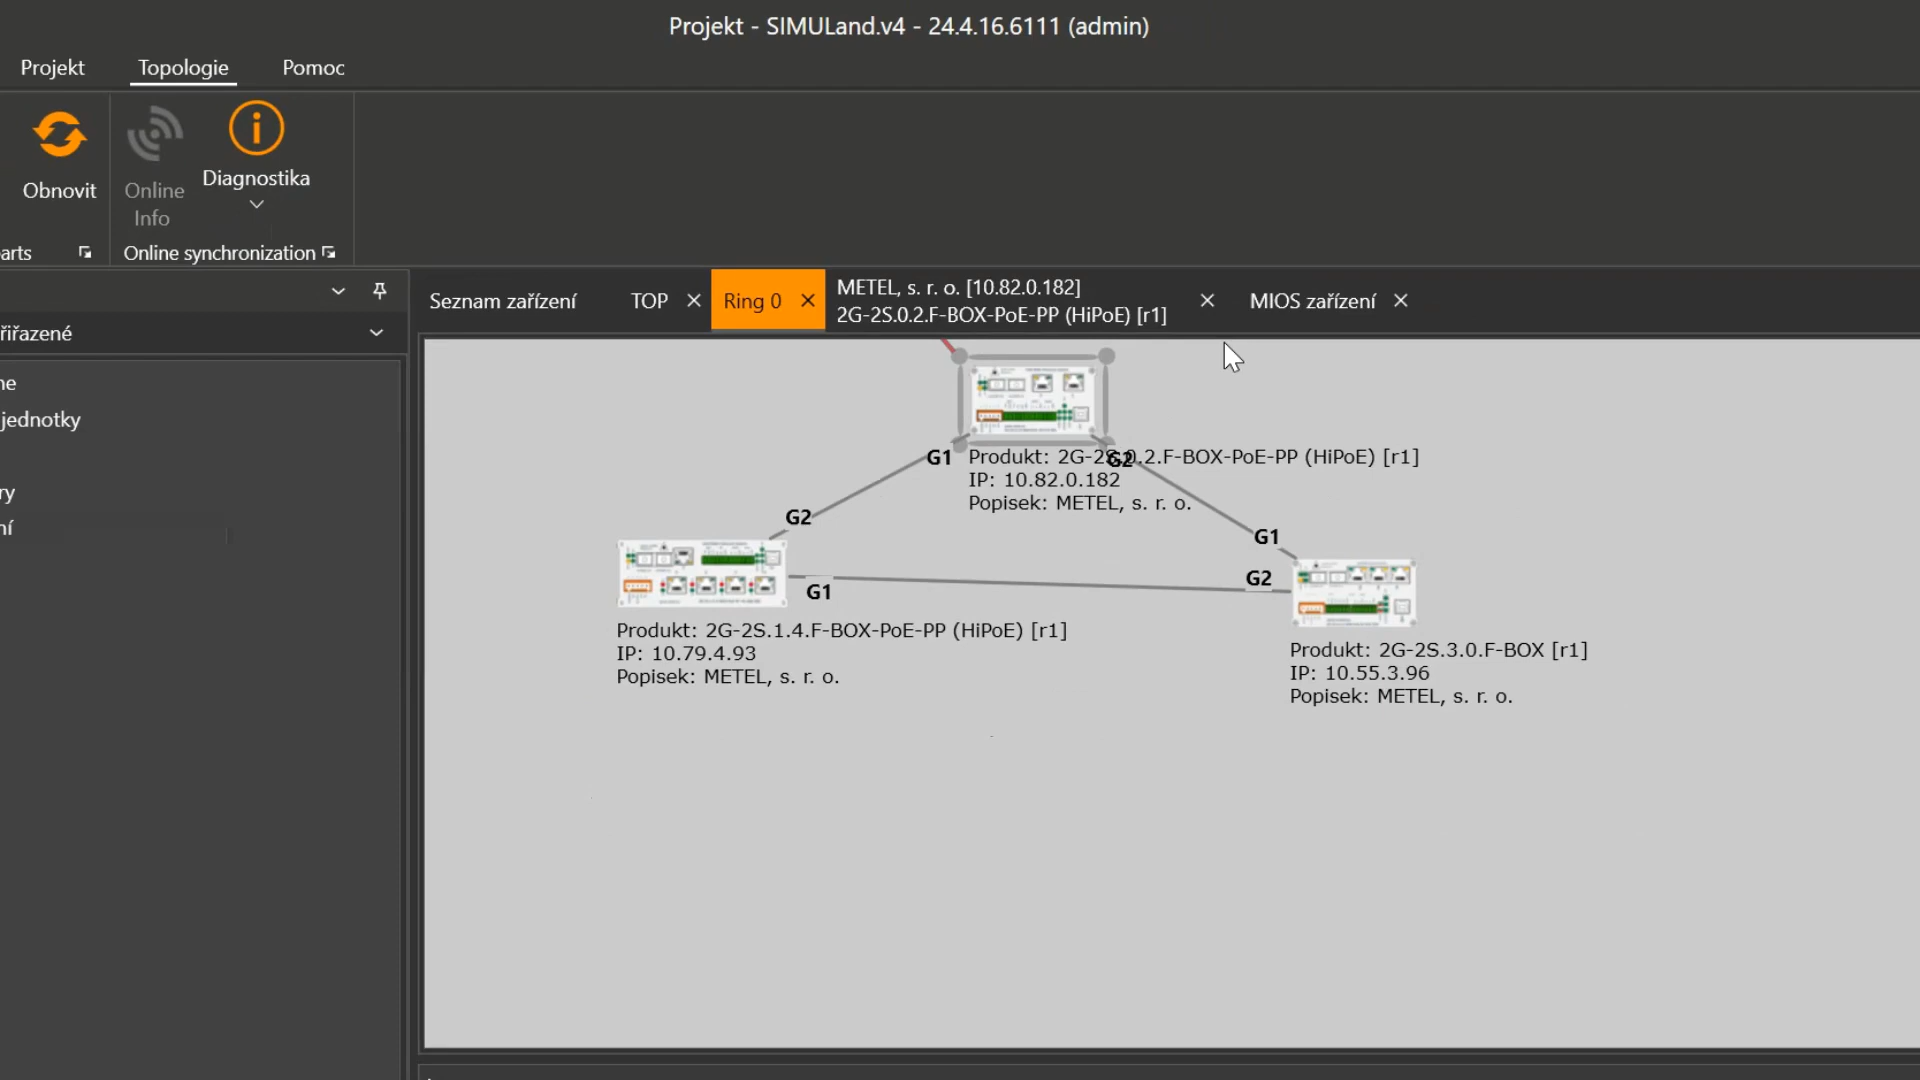 Projekt - SIMULand.v4 - 24.4.16.6111 (admin)
Projekt
Topologie
Pomoc
Obnovit
Online
Info
Diagnostika
arts
Online synchronization
Seznam zařízení
TOP
Ring 0
METEL, s. r. o. [10.82.0.182]
2G-2S.0.2.F-BOX-PoE-PP (HiPoE) [r1]
MIOS zařízení
řiřazené
ne
jednotky
ry
ní
G1
G2
Produkt: 2G-2S.0.2.F-BOX-PoE-PP (HiPoE) [r1]
IP: 10.82.0.182
Popisek: METEL, s. r. o.
G2
G1
G1
G2
Produkt: 2G-2S.1.4.F-BOX-PoE-PP (HiPoE) [r1]
IP: 10.79.4.93
Popisek: METEL, s. r. o.
Produkt: 2G-2S.3.0.F-BOX [r1]
IP: 10.55.3.96
Popisek: METEL, s. r. o.